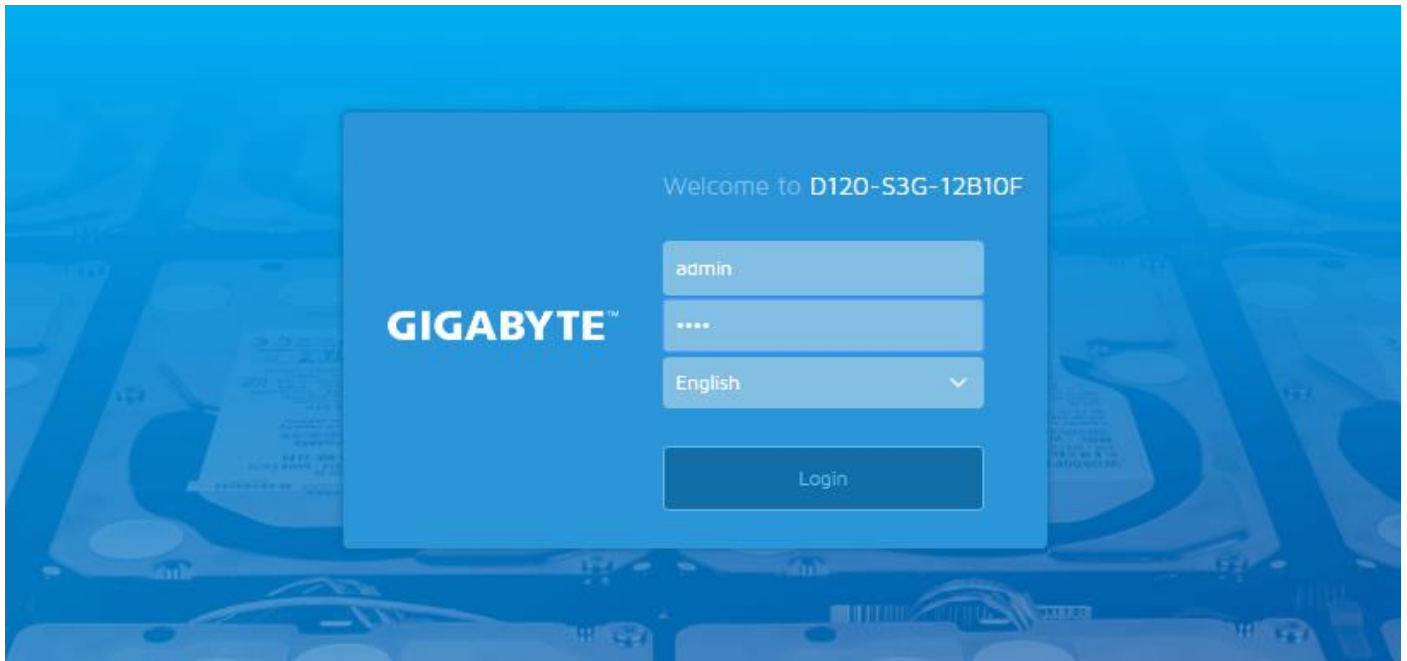 Welcome to D120-S3G-12B10F
admin
••••
GIGABYTE™
English
Login